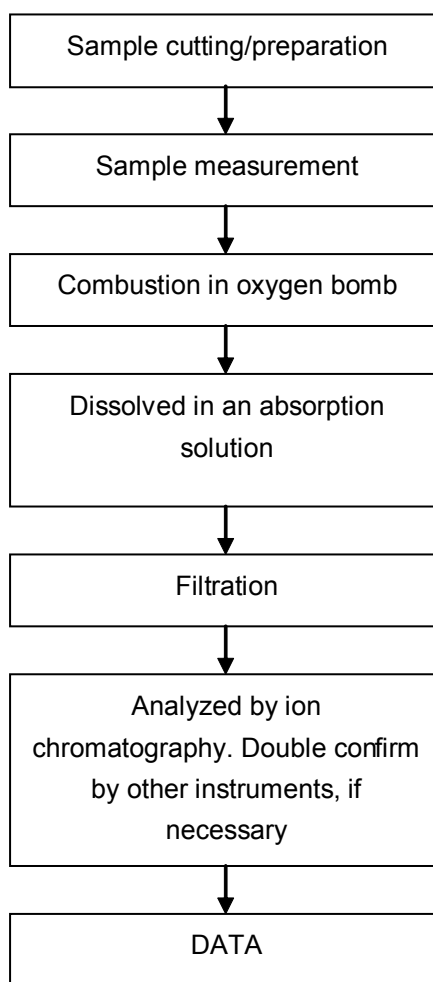 Sample cutting/preparation
Sample measurement
Combustion in oxygen bomb
Dissolved in an absorption
solution
Filtration
Analyzed by ion
chromatography. Double confirm
by other instruments, if
necessary
DATA